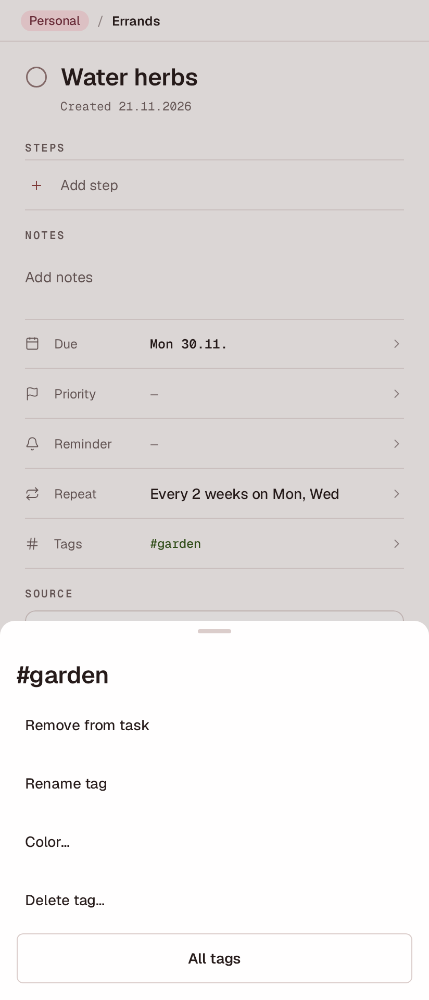 Personal / Errands
Water herbs
Created 21.11.2026
STEPS
+ Add step
NOTES
Add notes
Due Mon 30.11.
Priority –
Reminder –
Repeat Every 2 weeks on Mon, Wed
Tags #garden
SOURCE
#garden
Remove from task
Rename tag
Color…
Delete tag…
All tags